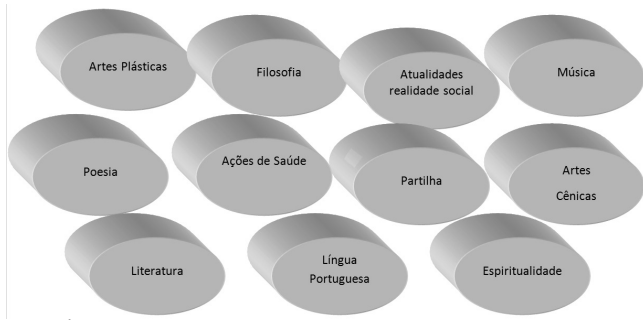 Artes Plásticas
Filosofia
Atualidades
realidade social
Música
Poesia
Ações de Saúde
Partilha
Artes
Cênicas
Literatura
Língua
Portuguesa
Espiritualidade